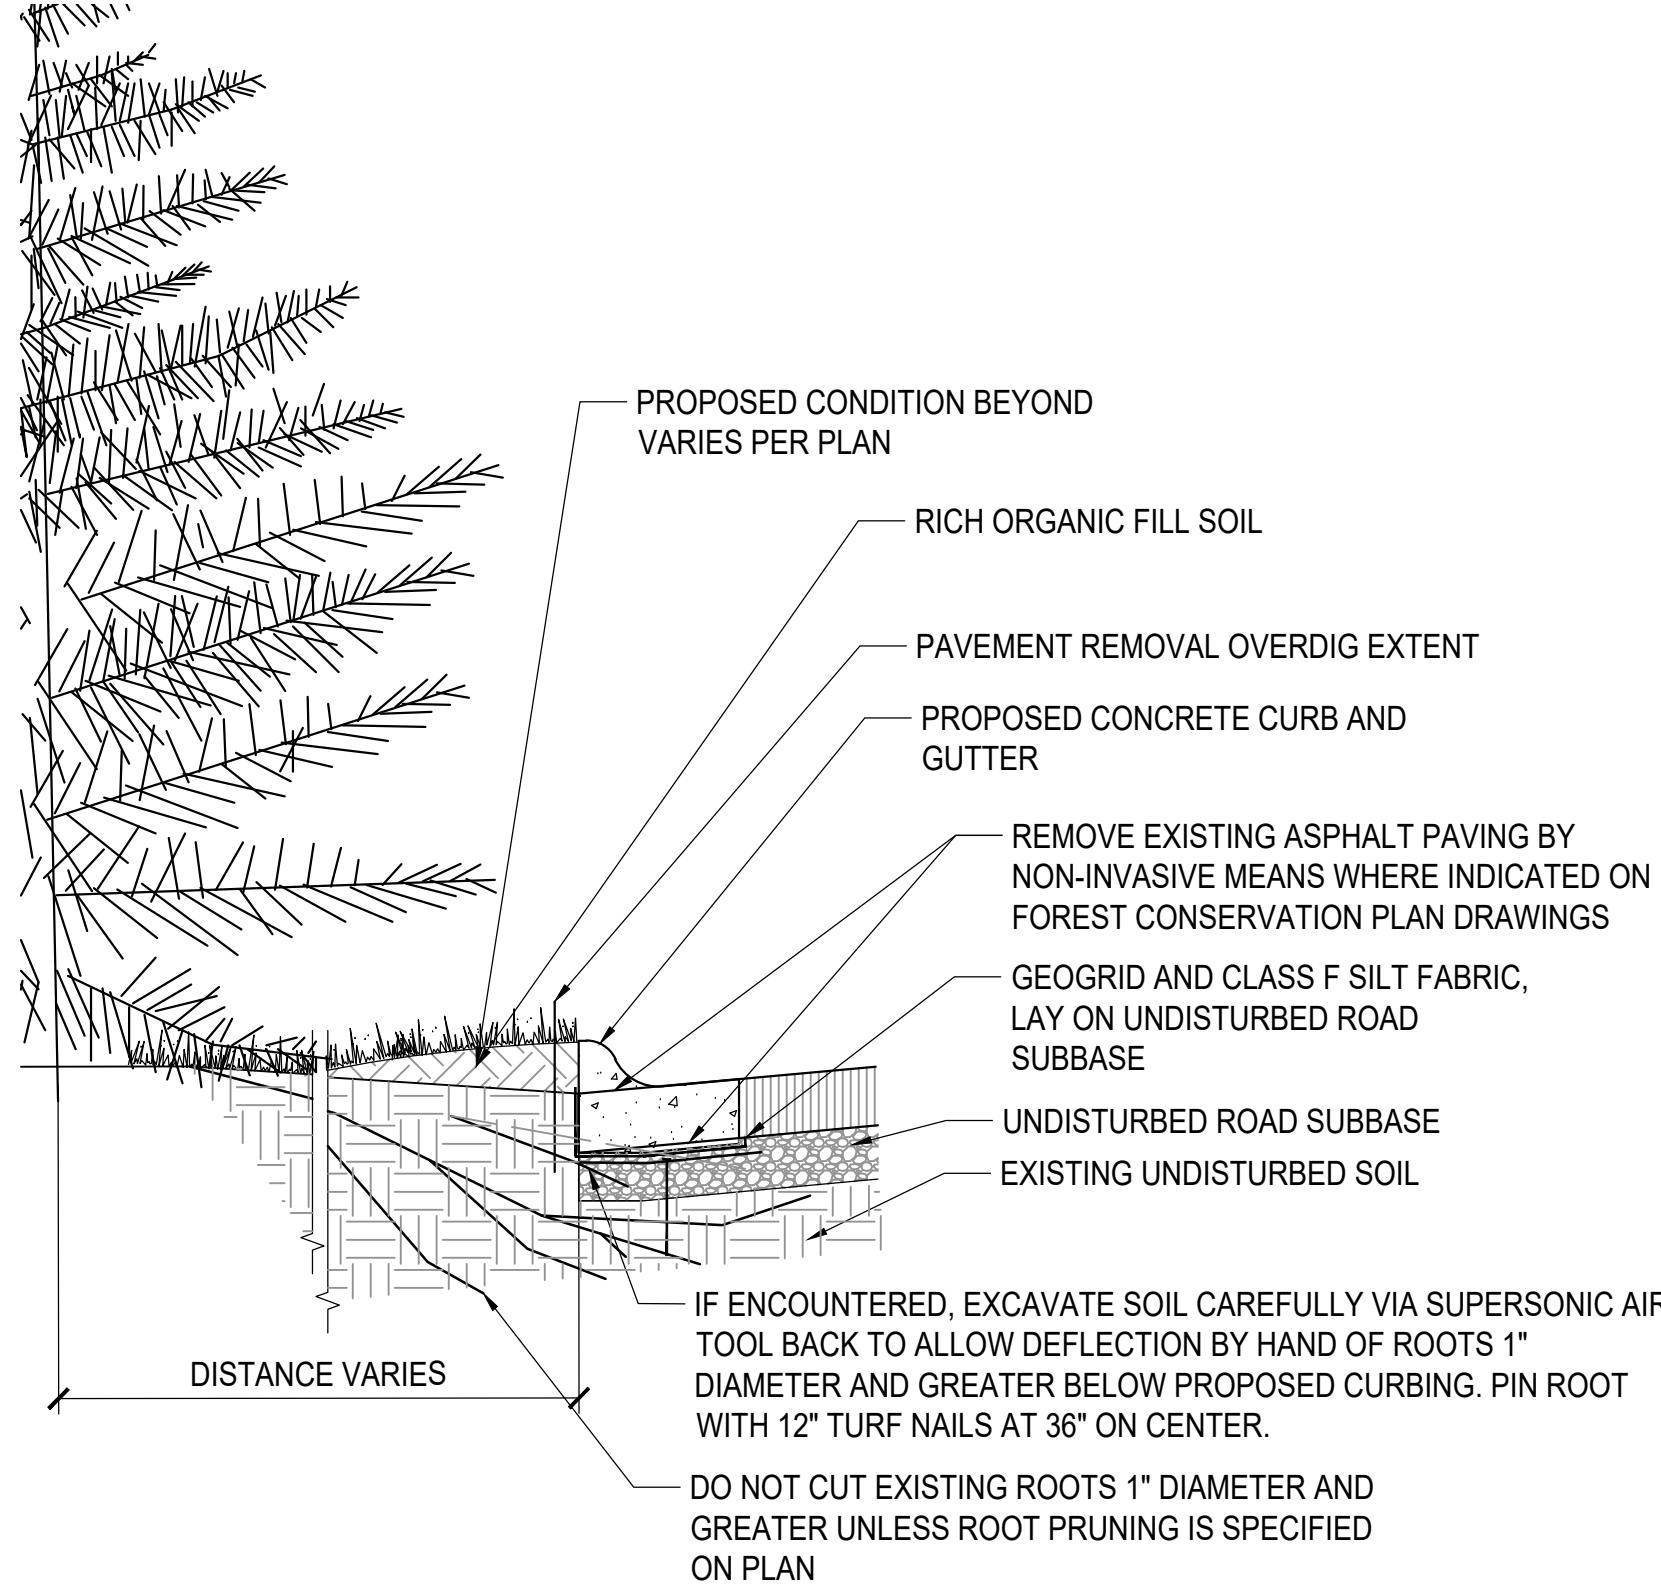 PROPOSED CONDITION BEYOND
VARIES PER PLAN
RICH ORGANIC FILL SOIL
PAVEMENT REMOVAL OVERDIG EXTENT
PROPOSED CONCRETE CURB AND
GUTTER
REMOVE EXISTING ASPHALT PAVING BY
NON-INVASIVE MEANS WHERE INDICATED ON
FOREST CONSERVATION PLAN DRAWINGS
GEOGRID AND CLASS F SILT FABRIC,
LAY ON UNDISTURBED ROAD
SUBBASE
UNDISTURBED ROAD SUBBASE
EXISTING UNDISTURBED SOIL
IF ENCOUNTERED, EXCAVATE SOIL CAREFULLY VIA SUPERSONIC AIR
TOOL BACK TO ALLOW DEFLECTION BY HAND OF ROOTS 1"
DIAMETER AND GREATER BELOW PROPOSED CURBING. PIN ROOT
WITH 12" TURF NAILS AT 36" ON CENTER.
DISTANCE VARIES
DO NOT CUT EXISTING ROOTS 1" DIAMETER AND
GREATER UNLESS ROOT PRUNING IS SPECIFIED
ON PLAN